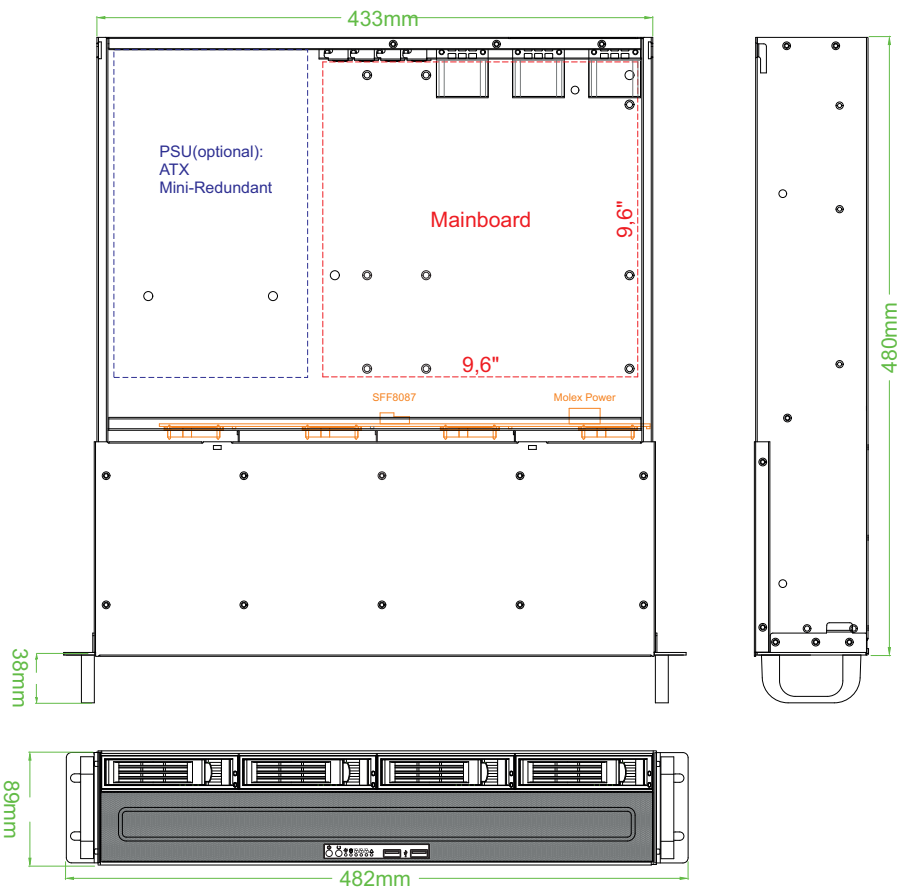 433mm
PSU(optional):
ATX
Mini-Redundant
Mainboard
9,6"
9,6"
480mm
SFF8087
Molex Power
38mm
89mm
482mm